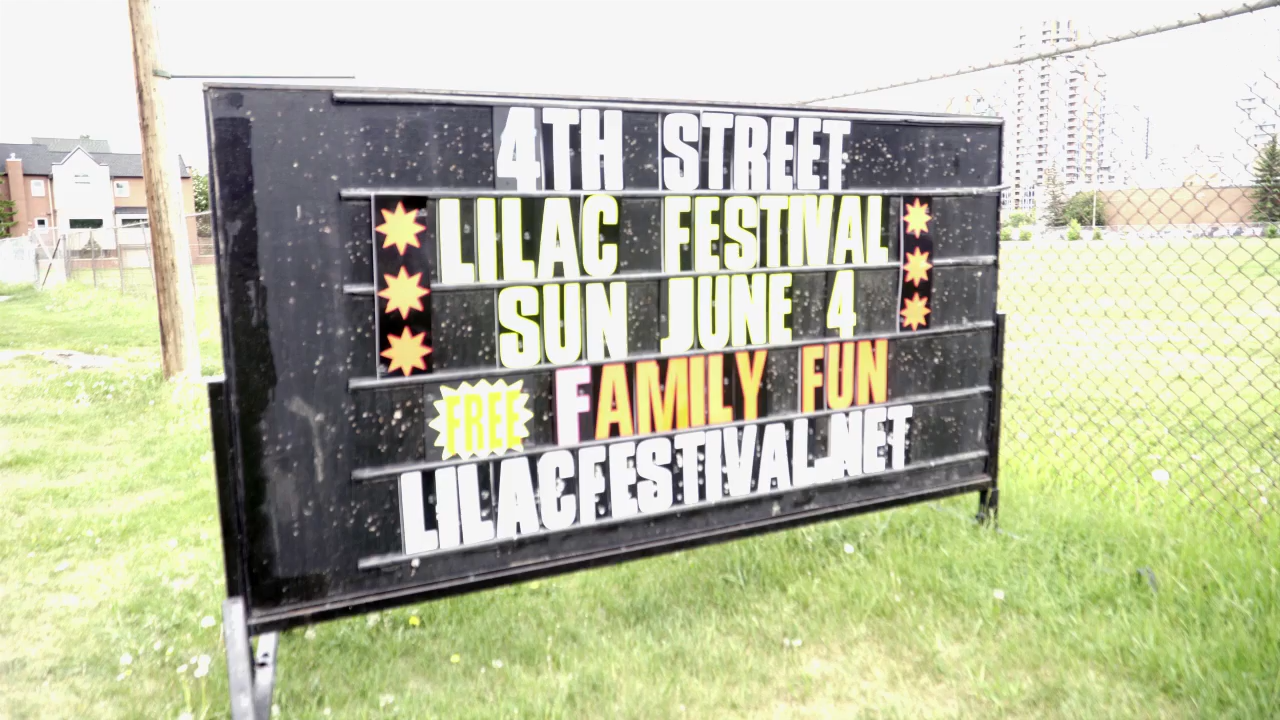 4TH STREET
LILAC FESTIVAL
SUN JUNE 4
FREE FAMILY FUN
LILACFESTIVAL.NET